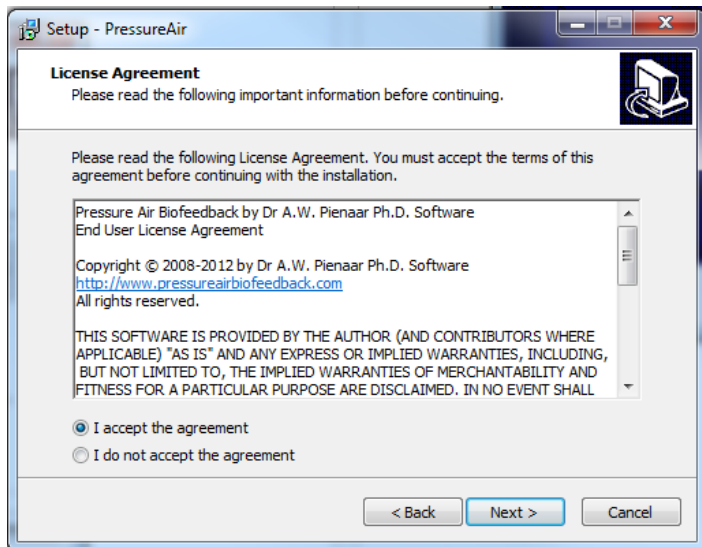 Setup - PressureAir
License Agreement
Please read the following important information before continuing.
Please read the following License Agreement. You must accept the terms of this
agreement before continuing with the installation.
Pressure Air Biofeedback by Dr A.W. Pienaar Ph.D. Software
End User License Agreement
Copyright © 2008-2012 by Dr A.W. Pienaar Ph.D. Software
http://www.pressureairbiofeedback.com
All rights reserved.
THIS SOFTWARE IS PROVIDED BY THE AUTHOR (AND CONTRIBUTORS WHERE
APPLICABLE) "AS IS" AND ANY EXPRESS OR IMPLIED WARRANTIES, INCLUDING,
BUT NOT LIMITED TO, THE IMPLIED WARRANTIES OF MERCHANTABILITY AND
FITNESS FOR A PARTICULAR PURPOSE ARE DISCLAIMED. IN NO EVENT SHALL
I accept the agreement
I do not accept the agreement
< Back Next > Cancel